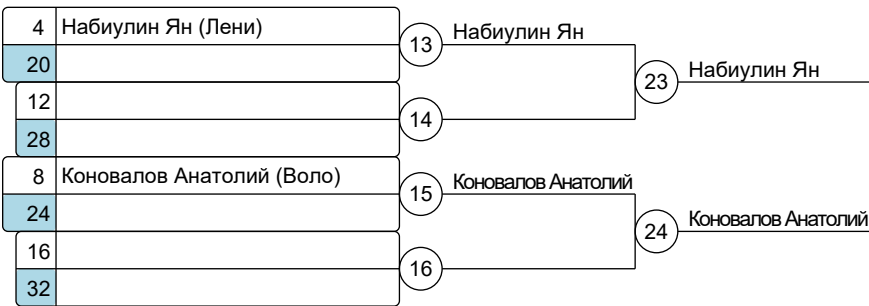 4 Набиулин Ян (Лени)
20
13 Набиулин Ян
12
28
14
23 Набиулин Ян
8 Коновалов Анатолий (Воло)
24
15 Коновалов Анатолий
16
32
16
24 Коновалов Анатолий